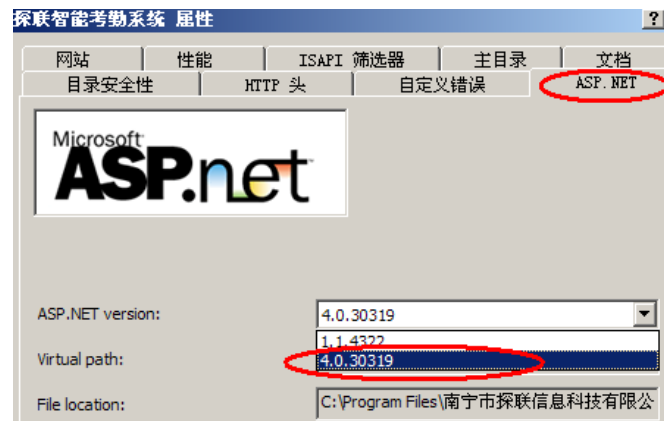 探联智能考勤系统 属性 ?
网站 性能 ISAPI 筛选器 主目录 文档
目录安全性 HTTP 头 自定义错误 ASP.NET
Microsoft
ASP.net
ASP.NET version: 4.0.30319
1.1.4322
Virtual path: 4.0.30319
File location: C:\Program Files\南宁市探联信息科技有限公